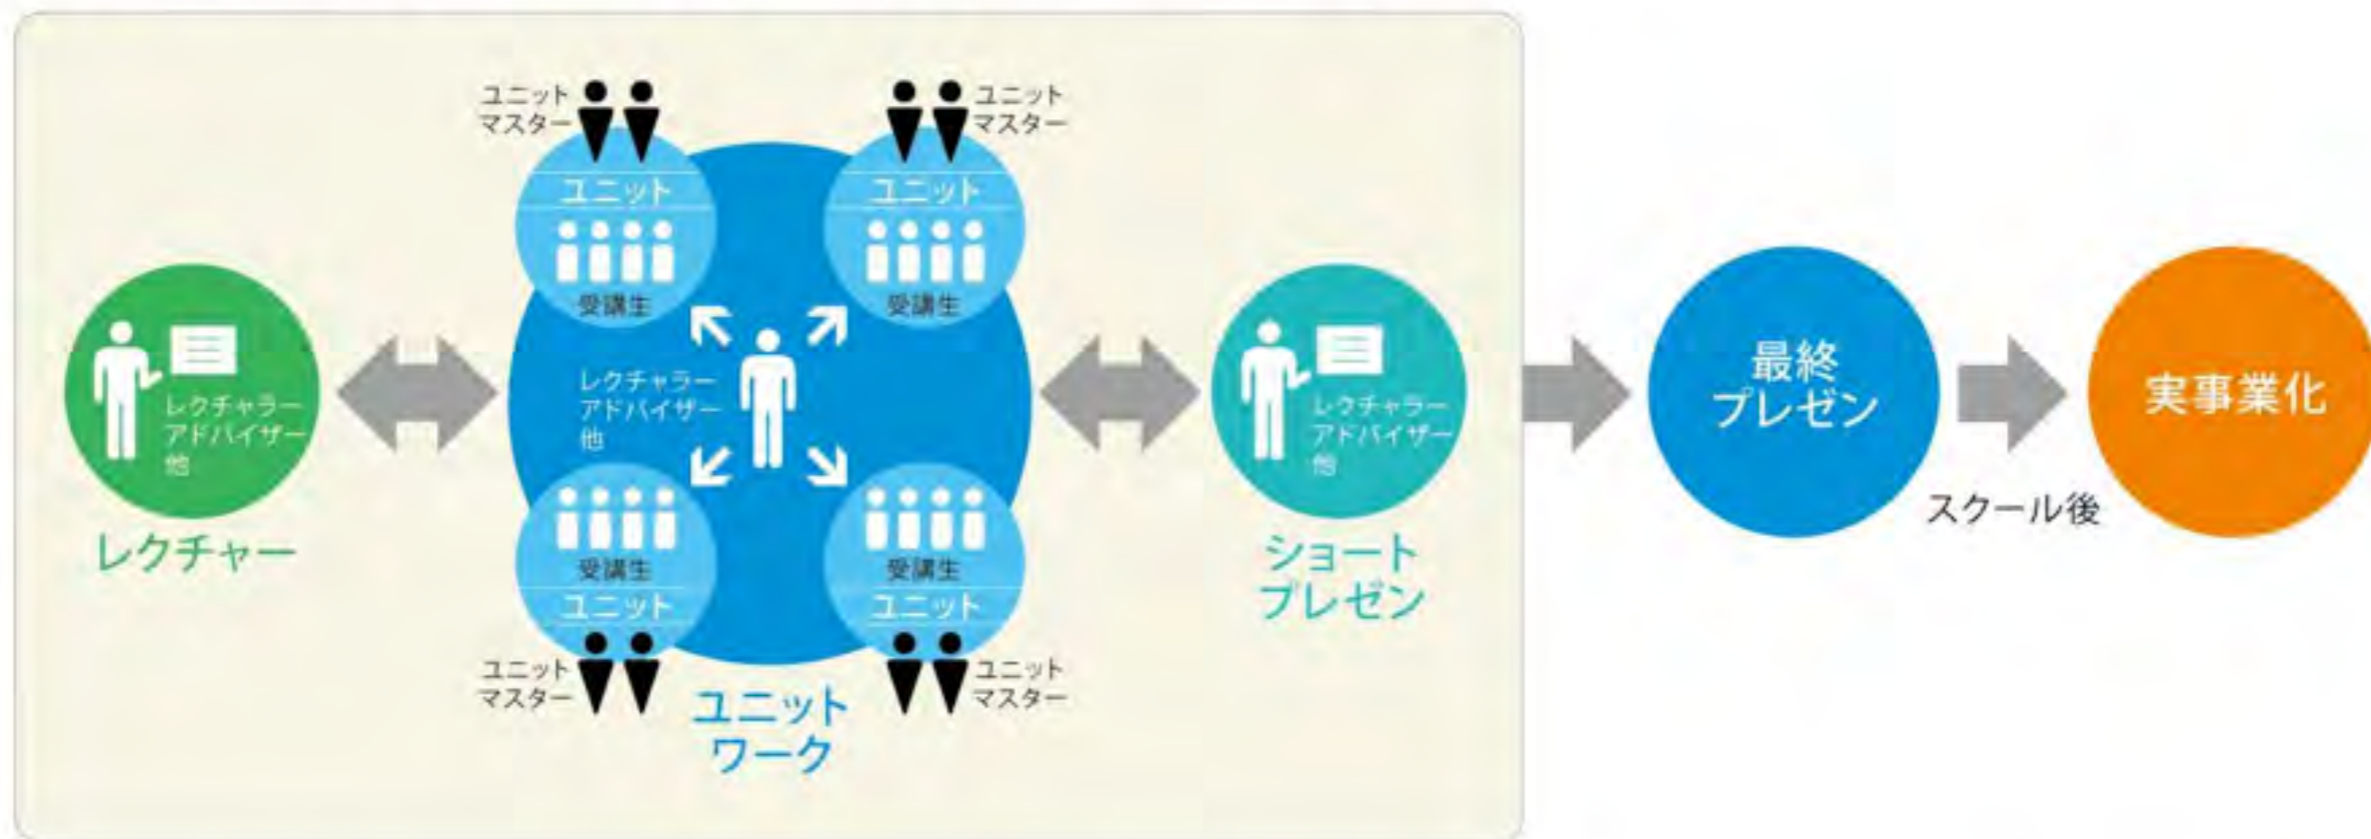 ユニット
マスター
ユニット
マスター
ユニット
ユニット
受講生
受講生
レクチャラー
アドバイザー
他
レクチャー
レクチャラー
アドバイザー
他
受講生
ユニット
受講生
ユニット
ユニット
マスター
ユニット
マスター
ユニット
ワーク
レクチャラー
アドバイザー
他
ショート
プレゼン
最終
プレゼン
スクール後
実事業化